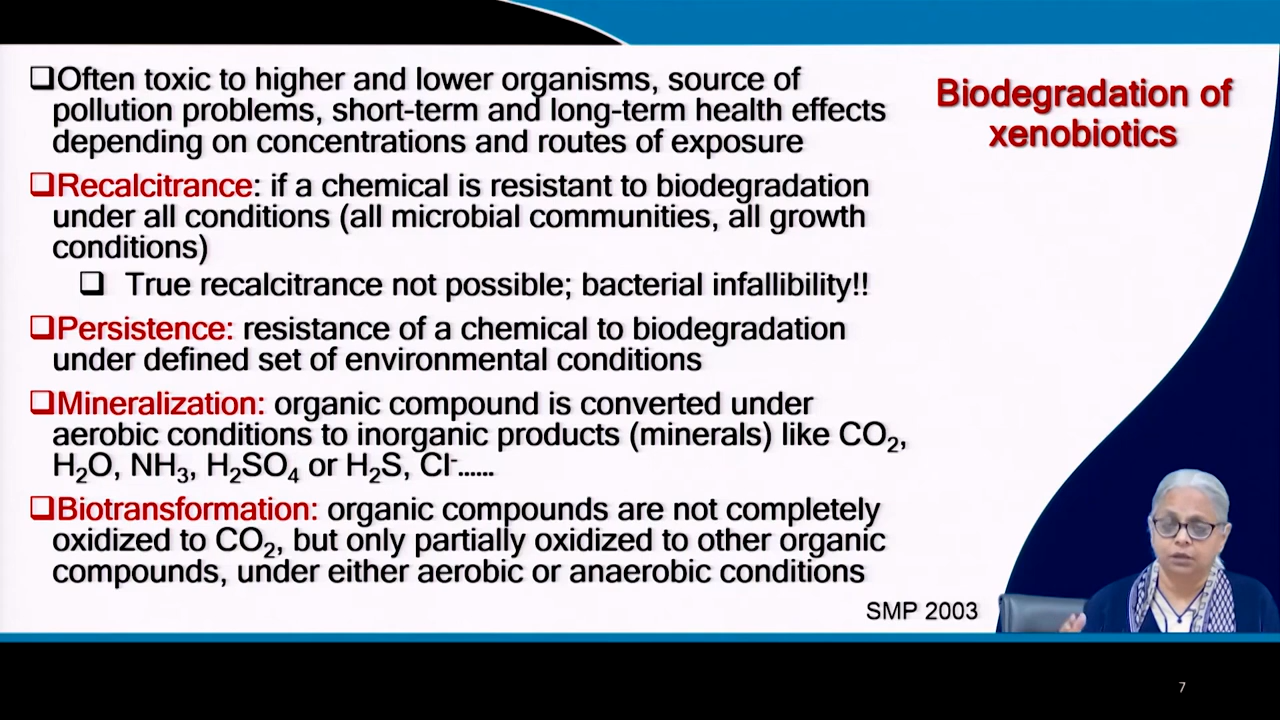 ❑Often toxic to higher and lower organisms, source of
pollution problems, short-term and long-term health effects
depending on concentrations and routes of exposure
❑Recalcitrance: if a chemical is resistant to biodegradation
under all conditions (all microbial communities, all growth
conditions)
❑ True recalcitrance not possible; bacterial infallibility!!
❑Persistence: resistance of a chemical to biodegradation
under defined set of environmental conditions
❑Mineralization: organic compound is converted under
aerobic conditions to inorganic products (minerals) like CO₂,
H₂O, NH₃, H₂SO₄ or H₂S, Cl⁻......
❑Biotransformation: organic compounds are not completely
oxidized to CO₂, but only partially oxidized to other organic
compounds, under either aerobic or anaerobic conditions
SMP 2003
Biodegradation of
xenobiotics
7